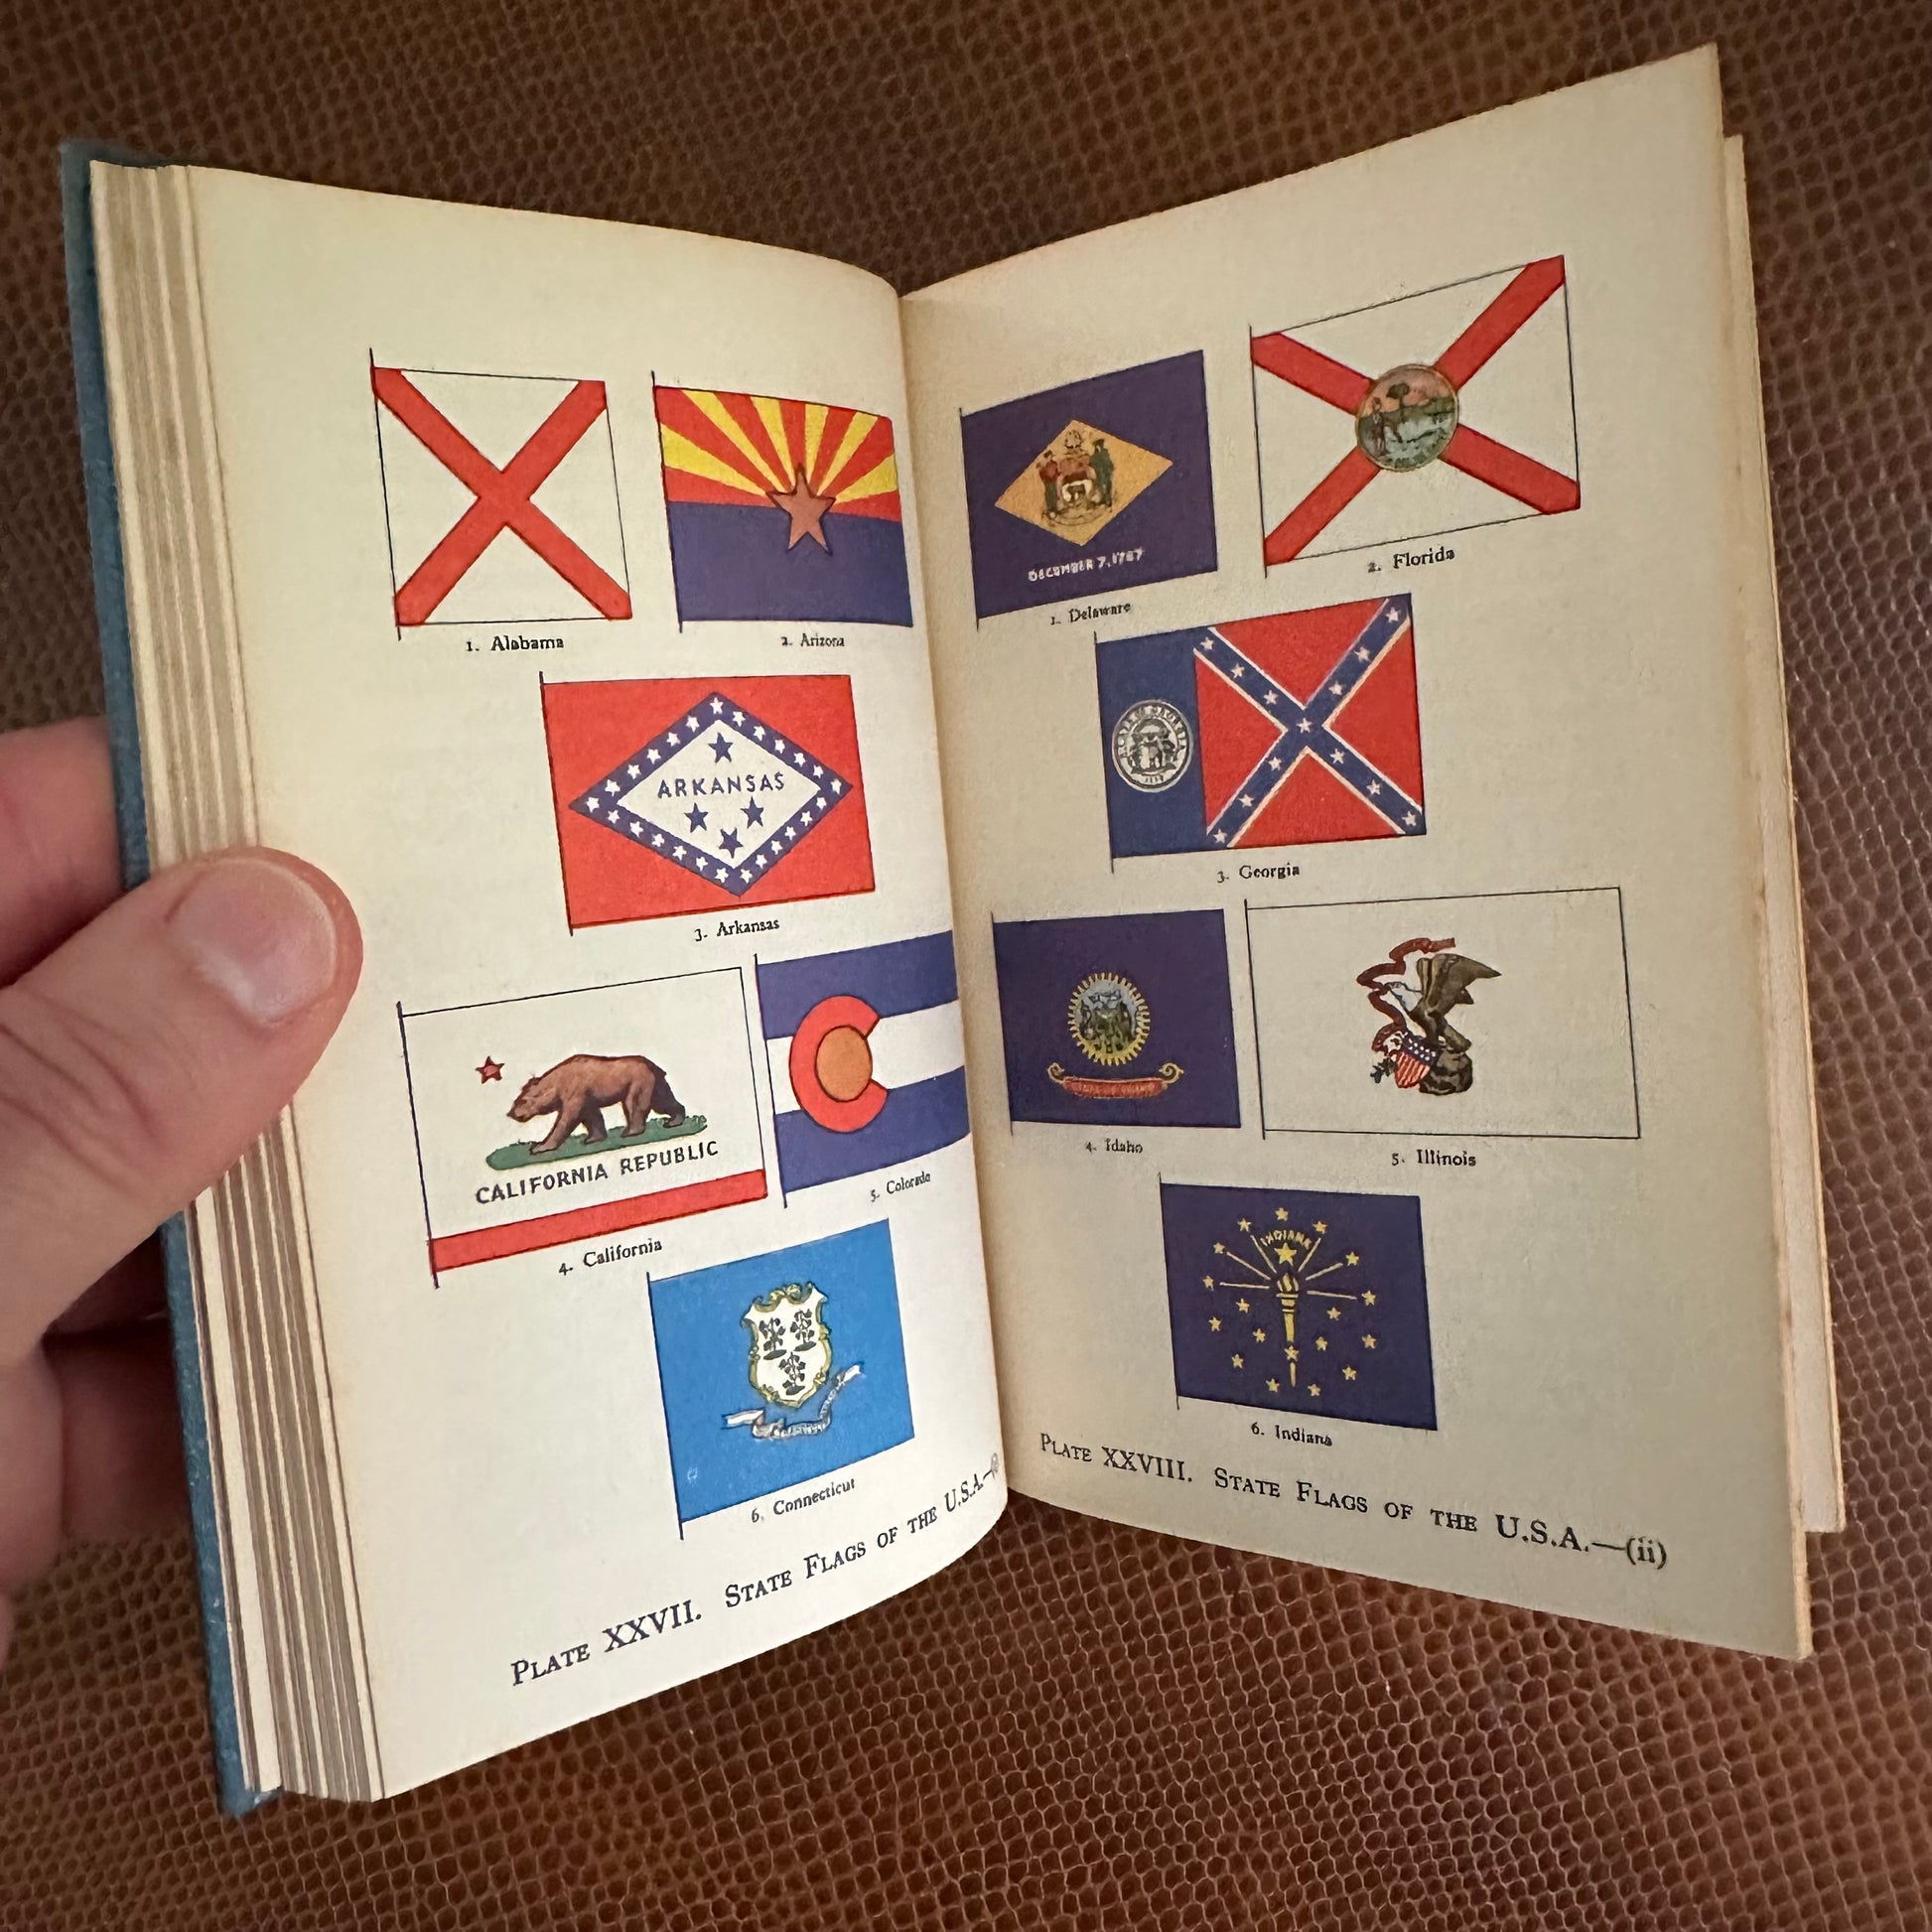 1. Alabama
2. Arizona
ARKANSAS
3. Arkansas
CALIFORNIA REPUBLIC
4. California
5. Colorado
6. Connecticut
PLATE XXVII. STATE FLAGS OF THE U.S.A.—
DECEMBER 7, 1787
1. Delaware
2. Florida
3. Georgia
4. Idaho
5. Illinois
INDIANA
6. Indiana
PLATE XXVIII. STATE FLAGS OF THE U.S.A.—(ii)